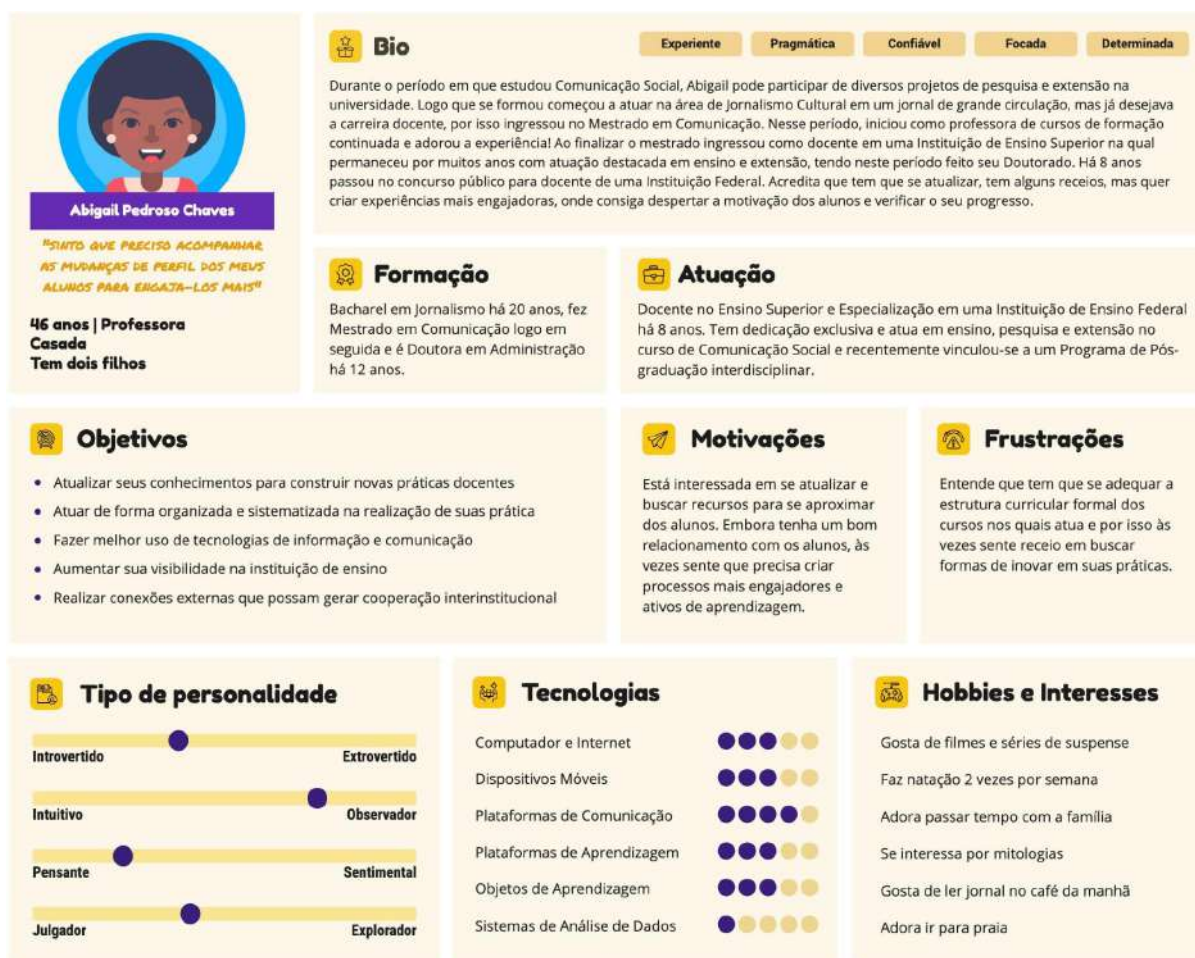 Abigail Pedroso Chaves
"SINTO QUE PRECISO ACOMPANHAR
AS MUDANÇAS DE PERFIL DOS MEUS
ALUNOS PARA ENGAJA-LOS MAIS"
46 anos | Professora
Casada
Tem dois filhos
Bio
Experiente
Pragmática
Confiável
Focada
Determinada
Durante o período em que estudou Comunicação Social, Abigail pode participar de diversos projetos de pesquisa e extensão na
universidade. Logo que se formou começou a atuar na área de Jornalismo Cultural em um jornal de grande circulação, mas já desejava
a carreira docente, por isso ingressou no Mestrado em Comunicação. Nesse período, iniciou como professora de cursos de formação
continuada e adorou a experiência! Ao finalizar o mestrado ingressou como docente em uma Instituição de Ensino Superior na qual
permaneceu por muitos anos com atuação destacada em ensino e extensão, tendo neste período feito seu Doutorado. Há 8 anos
passou no concurso público para docente de uma Instituição Federal. Acredita que tem que se atualizar, tem alguns receios, mas quer
criar experiências mais engajadoras, onde consiga despertar a motivação dos alunos e verificar o seu progresso.
Formação
Bacharel em Jornalismo há 20 anos, fez
Mestrado em Comunicação logo em
seguida e é Doutora em Administração
há 12 anos.
Atuação
Docente no Ensino Superior e Especialização em uma Instituição de Ensino Federal
há 8 anos. Tem dedicação exclusiva e atua em ensino, pesquisa e extensão no
curso de Comunicação Social e recentemente vinculou-se a um Programa de Pós-
graduação interdisciplinar.
Objetivos
• Atualizar seus conhecimentos para construir novas práticas docentes
• Atuar de forma organizada e sistematizada na realização de suas prática
• Fazer melhor uso de tecnologias de informação e comunicação
• Aumentar sua visibilidade na instituição de ensino
• Realizar conexões externas que possam gerar cooperação interinstitucional
Motivações
Está interessada em se atualizar e
buscar recursos para se aproximar
dos alunos. Embora tenha um bom
relacionamento com os alunos, às
vezes sente que precisa criar
processos mais engajadores e
ativos de aprendizagem.
Frustrações
Entende que tem que se adequar a
estrutura curricular formal dos
cursos nos quais atua e por isso às
vezes sente receio em buscar
formas de inovar em suas práticas.
Tipo de personalidade
Introvertido Extrovertido
Intuitivo Observador
Pensante Sentimental
Julgador Explorador
Tecnologias
Computador e Internet
Dispositivos Móveis
Plataformas de Comunicação
Plataformas de Aprendizagem
Objetos de Aprendizagem
Sistemas de Análise de Dados
Hobbies e Interesses
Gosta de filmes e séries de suspense
Faz natação 2 vezes por semana
Adora passar tempo com a família
Se interessa por mitologias
Gosta de ler jornal no café da manhã
Adora ir para praia